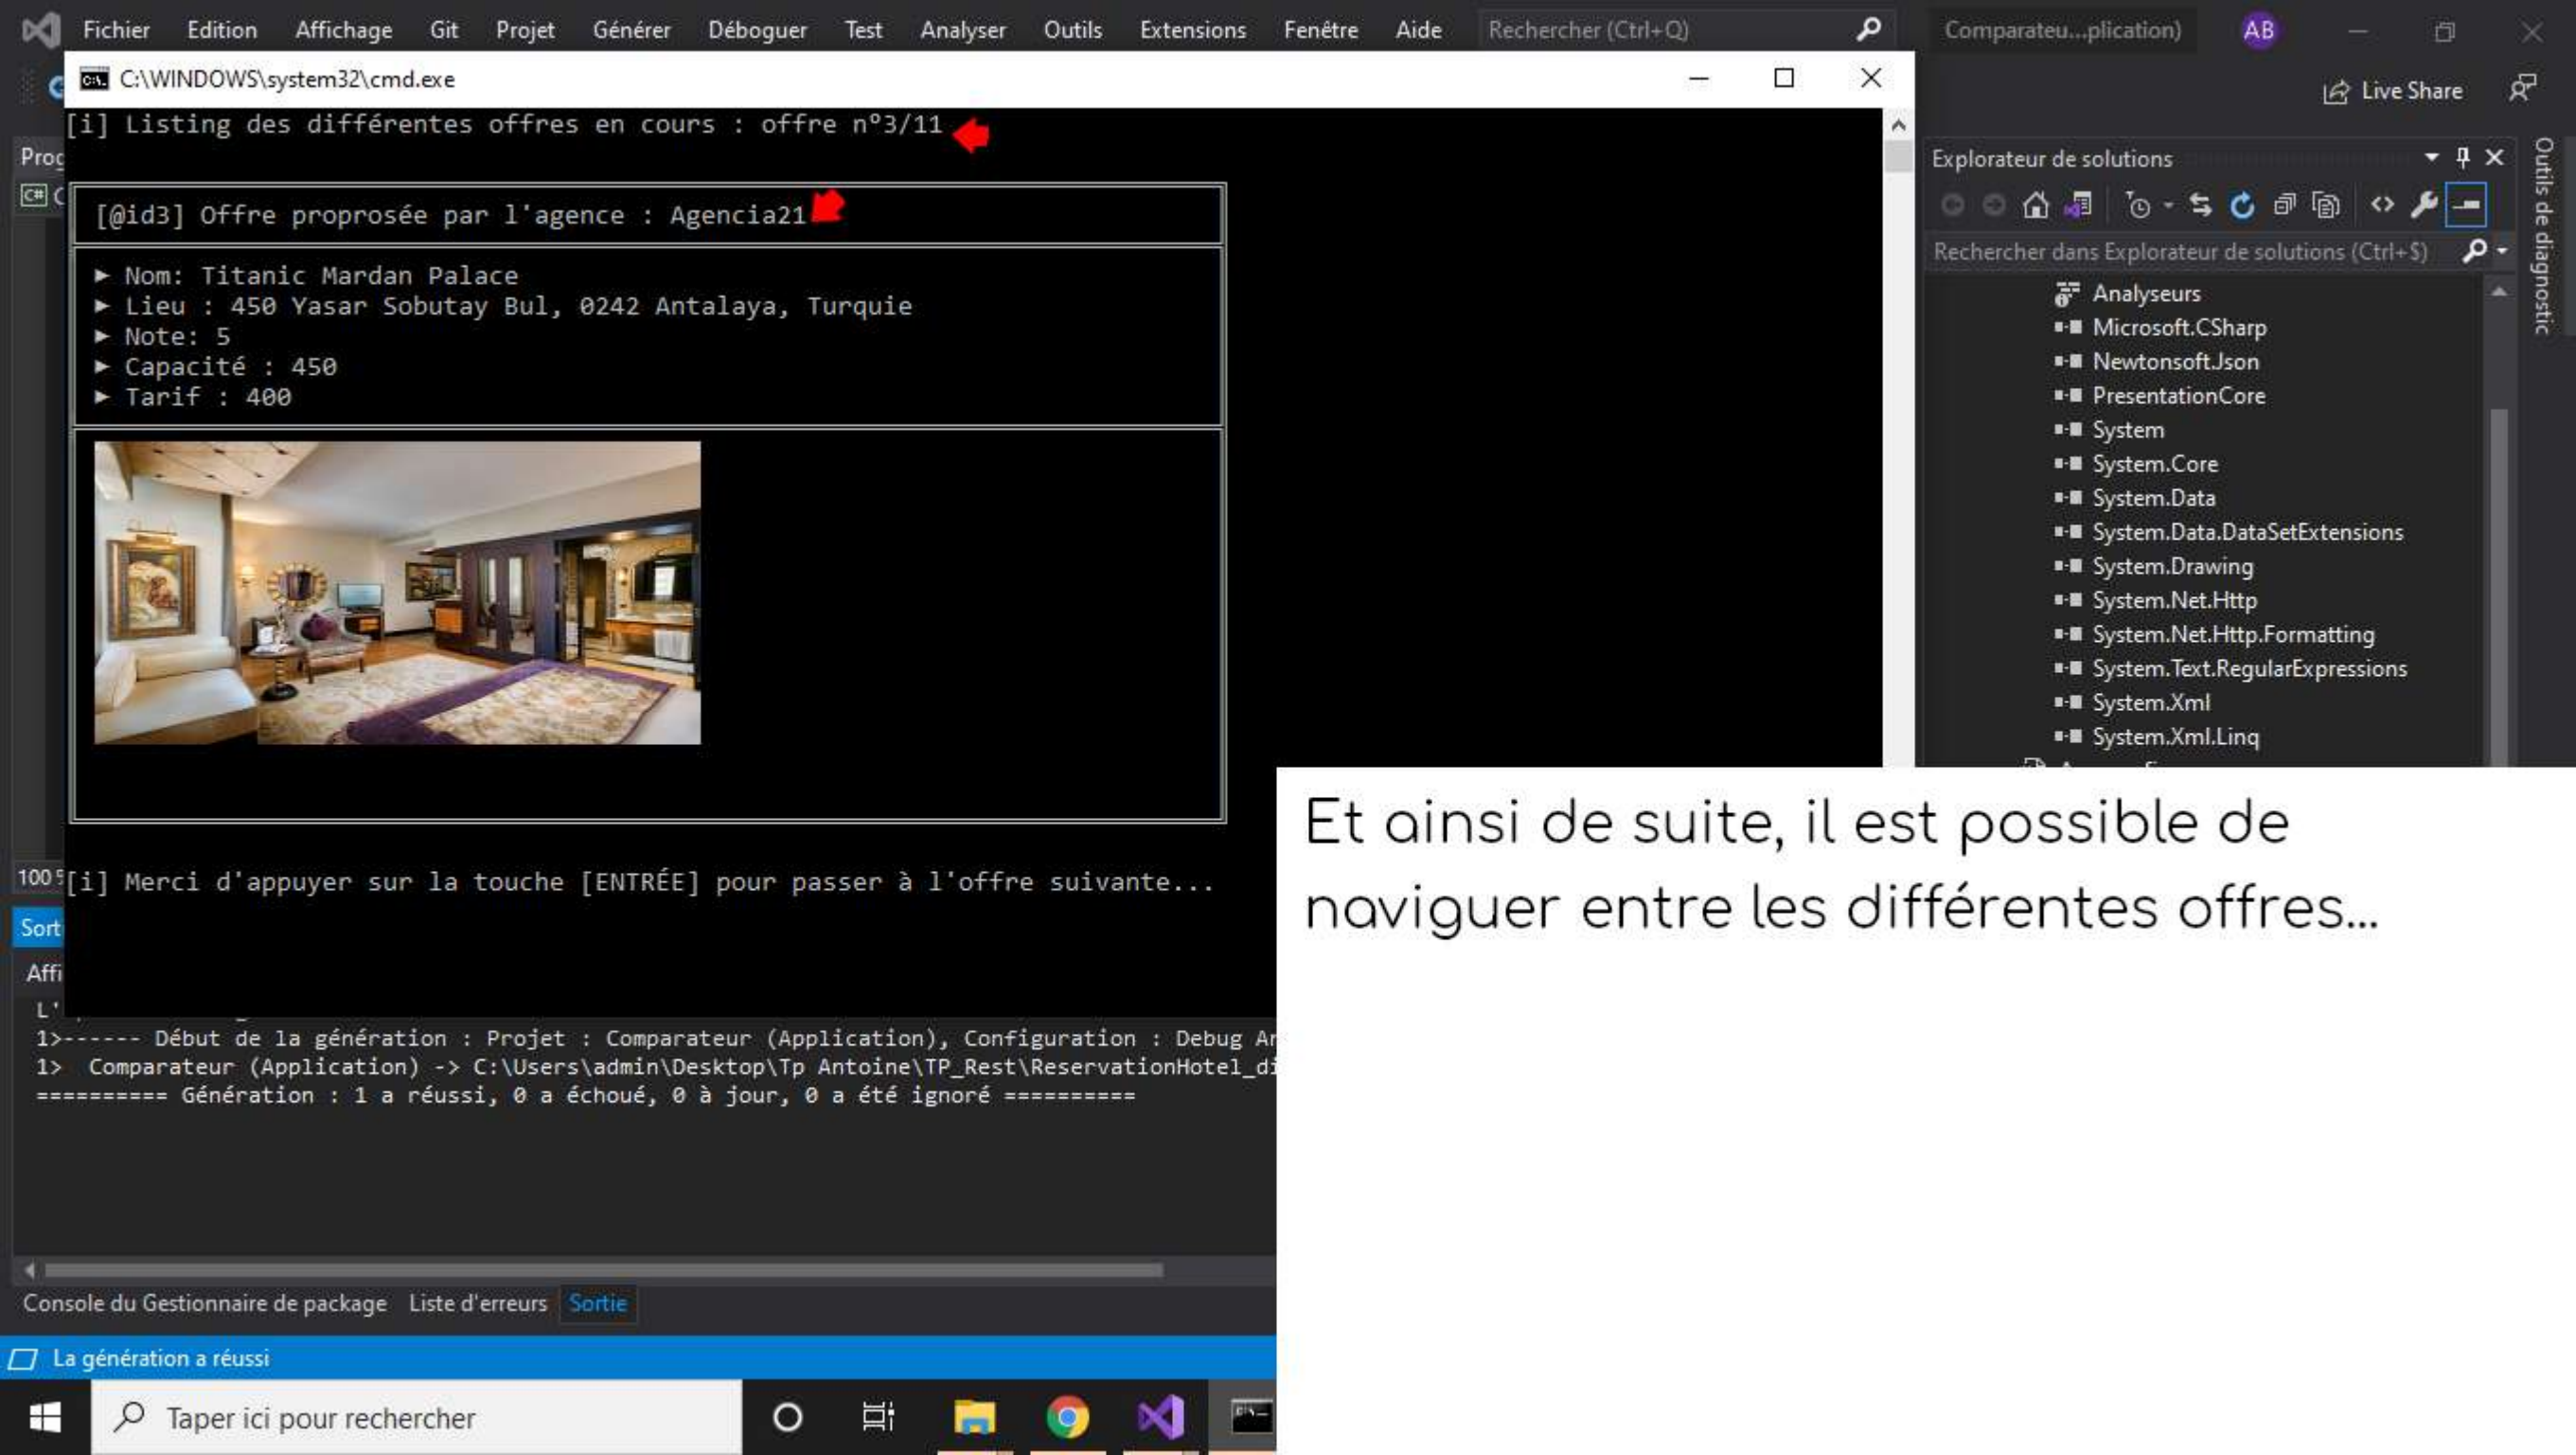 Fichier Edition Affichage Git Projet Générer Déboguer Test Analyser Outils Extensions Fenêtre Aide Rechercher (Ctrl+Q) Comparateu...plication) AB
C:\WINDOWS\system32\cmd.exe
Live Share
[i] Listing des différentes offres en cours : offre n°3/11
[@id3] Offre proprosée par l'agence : Agencia21
► Nom: Titanic Mardan Palace
► Lieu : 450 Yasar Sobutay Bul, 0242 Antalaya, Turquie
► Note: 5
► Capacité : 450
► Tarif : 400
[i] Merci d'appuyer sur la touche [ENTRÉE] pour passer à l'offre suivante...
Explorateur de solutions
Rechercher dans Explorateur de solutions (Ctrl+$)
Analyseurs
Microsoft.CSharp
Newtonsoft.Json
PresentationCore
System
System.Core
System.Data
System.Data.DataSetExtensions
System.Drawing
System.Net.Http
System.Net.Http.Formatting
System.Text.RegularExpressions
System.Xml
System.Xml.Linq
Outils de diagnostic
Et ainsi de suite, il est possible de
naviguer entre les différentes offres...
Prog
C# C
100 %
Sort
Affi
L'
1>------ Début de la génération : Projet : Comparateur (Application), Configuration : Debug Ar
1> Comparateur (Application) -> C:\Users\admin\Desktop\Tp Antoine\TP_Rest\ReservationHotel_di
========== Génération : 1 a réussi, 0 a échoué, 0 à jour, 0 a été ignoré ==========
Console du Gestionnaire de package Liste d'erreurs Sortie
La génération a réussi
Taper ici pour rechercher